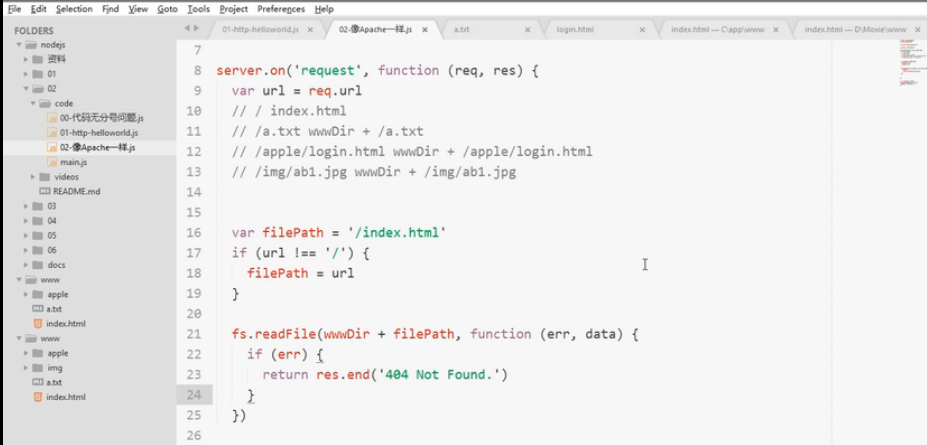 File Edit Selection Find View Goto Tools Project Preferences Help
FOLDERS
nodejs
资料
01
02
code
00-代码无分号问题.js
01-http-helloworld.js
02-像Apache一样.js
main.js
videos
README.md
03
04
05
06
docs
www
apple
a.txt
index.html
www
apple
img
a.txt
index.html
01-http-helloworld.js × 02-像Apache一样.js × a.txt × login.html × index.html — C\app\www × index.html — D\Movie\www ×
7
8 server.on('request', function (req, res) {
9 var url = req.url
10 // / index.html
11 // /a.txt wwwDir + /a.txt
12 // /apple/login.html wwwDir + /apple/login.html
13 // /img/ab1.jpg wwwDir + /img/ab1.jpg
14
15
16 var filePath = '/index.html'
17 if (url !== '/') {
18 filePath = url
19 }
20
21 fs.readFile(wwwDir + filePath, function (err, data) {
22 if (err) {
23 return res.end('404 Not Found.')
24 }
25 })
26